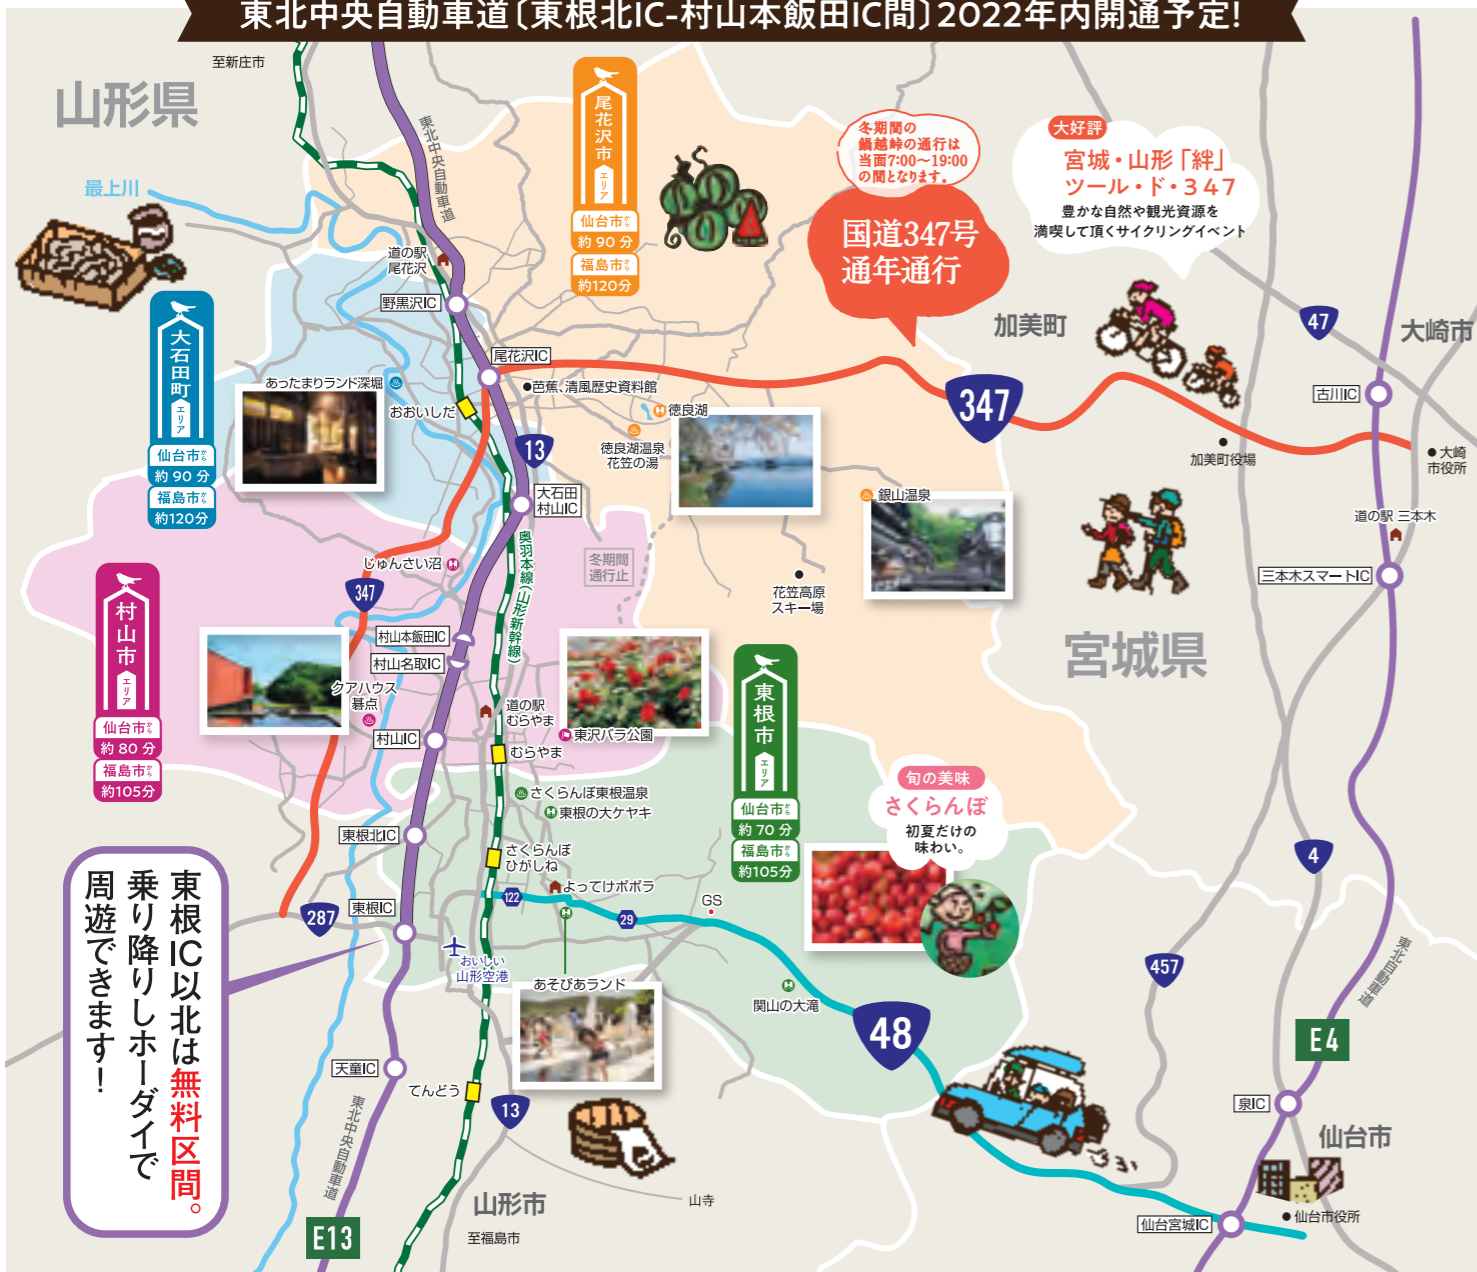 東北中央自動車道〔東根北IC-村山本飯田IC間〕2022年内開通予定!
至新庄市
山形県
最上川
東北中央自動車道
尾花沢市
エリア
仙台市から
約90分
福島市から
約120分
冬期間の
鍋越峠の通行は
当面7:00〜19:00
の間となります。
国道347号
通年通行
大好評
宮城・山形「絆」
ツール・ド・347
豊かな自然や観光資源を
満喫して頂くサイクリングイベント
道の駅
尾花沢
野黒沢IC
大石田町
エリア
仙台市から
約90分
福島市から
約120分
尾花沢IC
芭蕉、清風歴史資料館
あったまりランド深堀
おおいしだ
徳良湖
徳良湖温泉
花笠の湯
13
大石田
村山IC
銀山温泉
花笠高原
スキー場
冬期間
通行止
奥羽本線(山形新幹線)
加美町
347
47
大崎市
古川IC
加美町役場
大崎
市役所
道の駅 三本木
三本木スマートIC
宮城県
じゅんさい沼
347
村山市
エリア
仙台市から
約80分
福島市から
約105分
村山本飯田IC
村山名取IC
クアハウス
碁点
村山IC
道の駅
むらやま
むらやま
東沢バラ公園
東根市
エリア
仙台市から
約70分
福島市から
約105分
さくらんぼ東根温泉
東根の大ケヤキ
東根北IC
さくらんぼ
ひがしね
よってけポポラ
122
29
GS
旬の美味
さくらんぼ
初夏だけの
味わい。
東根IC
287
おいしい
山形空港
あそびあランド
関山の大滝
48
4
457
東北自動車道
E4
東根IC以北は無料区間。
乗り降りしホーダイで
周遊できます!
天童IC
てんどう
13
東北中央自動車道
E13
山形市
至福島市
山寺
泉IC
仙台市
仙台市役所
仙台宮城IC